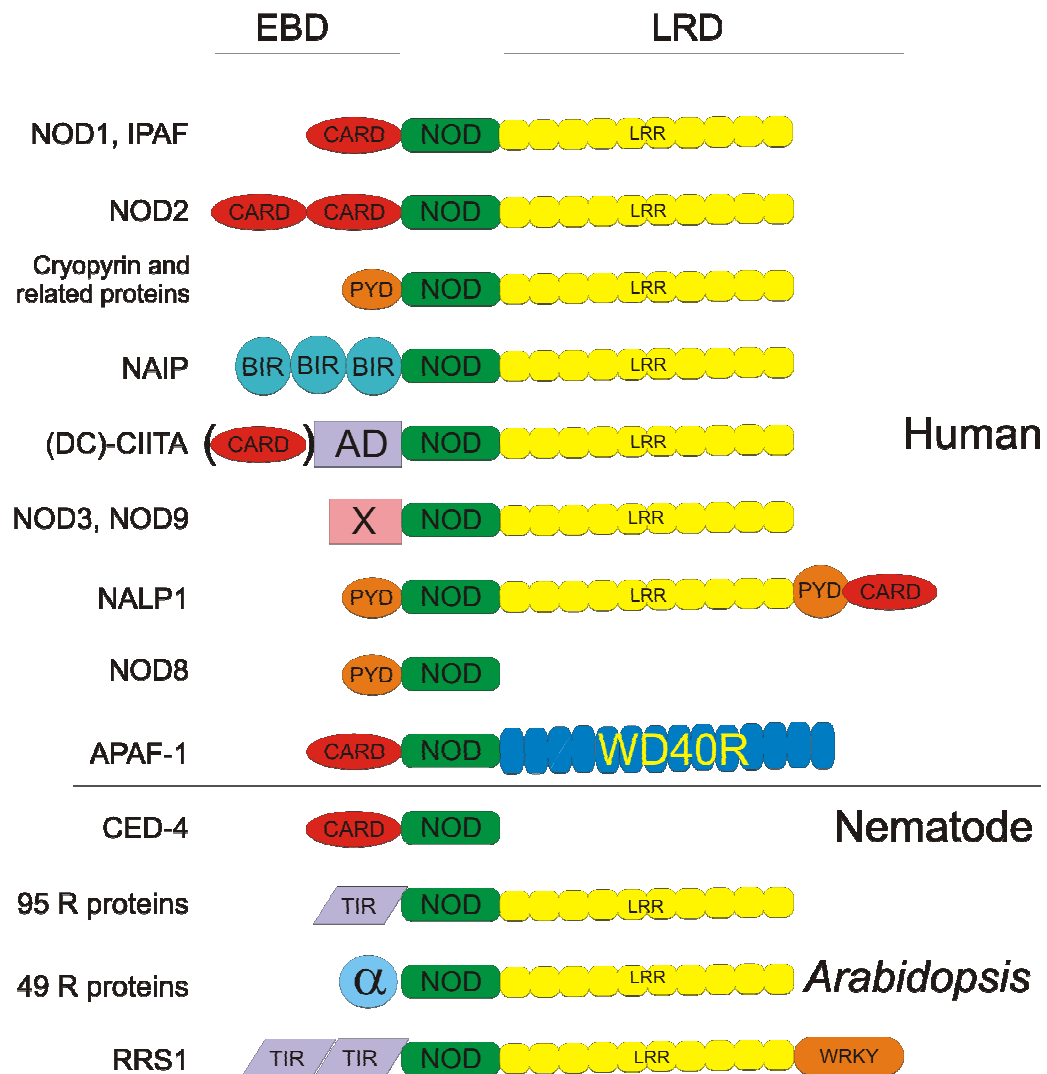 EBD LRD
NOD1, IPAF CARD NOD LRR
NOD2 CARD CARD NOD LRR
Cryopyrin and
related proteins PYD NOD LRR
NAIP BIR BIR BIR NOD LRR
(DC)-CIITA (CARD) AD NOD LRR
Human
NOD3, NOD9 X NOD LRR
NALP1 PYD NOD LRR PYD CARD
NOD8 PYD NOD
APAF-1 CARD NOD WD40R
CED-4 CARD NOD Nematode
95 R proteins TIR NOD LRR
49 R proteins α NOD LRR Arabidopsis
RRS1 TIR TIR NOD LRR WRKY